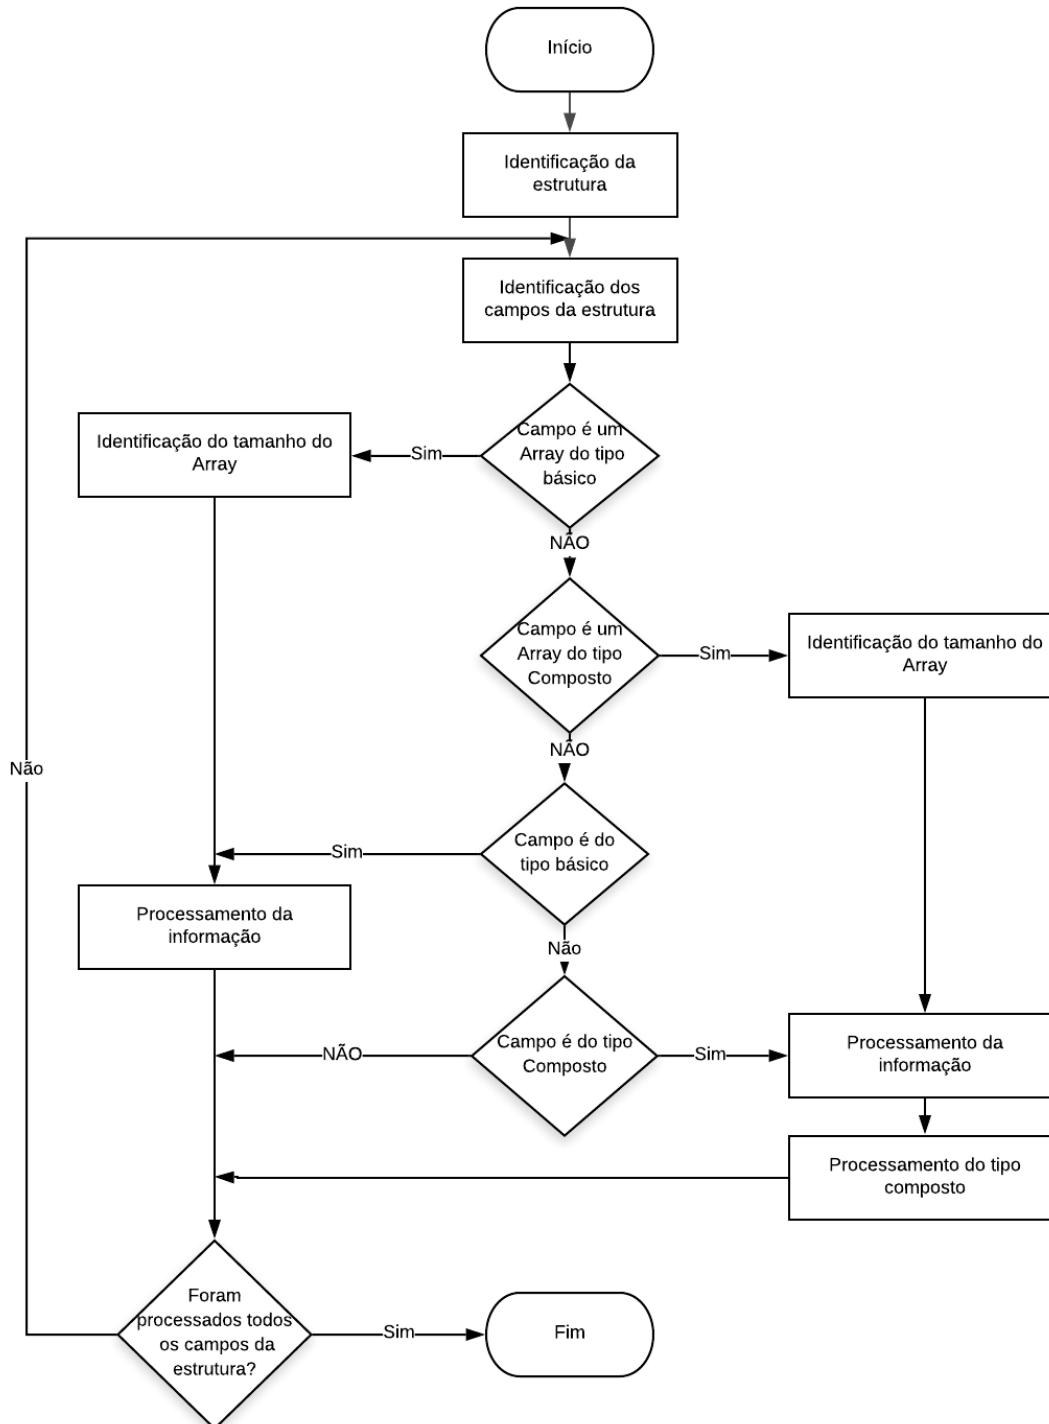 Início
Identificação da
estrutura
Identificação dos
campos da estrutura
Campo é um
Array do tipo
básico
Sim
Identificação do tamanho do
Array
NÃO
Campo é um
Array do tipo
Composto
Sim
Identificação do tamanho do
Array
NÃO
Não
Campo é do
tipo básico
Sim
Processamento da
informação
Não
Campo é do tipo
Composto
NÃO
Sim
Processamento da
informação
Processamento do tipo
composto
Foram
processados todos
os campos da
estrutura?
Sim
Fim